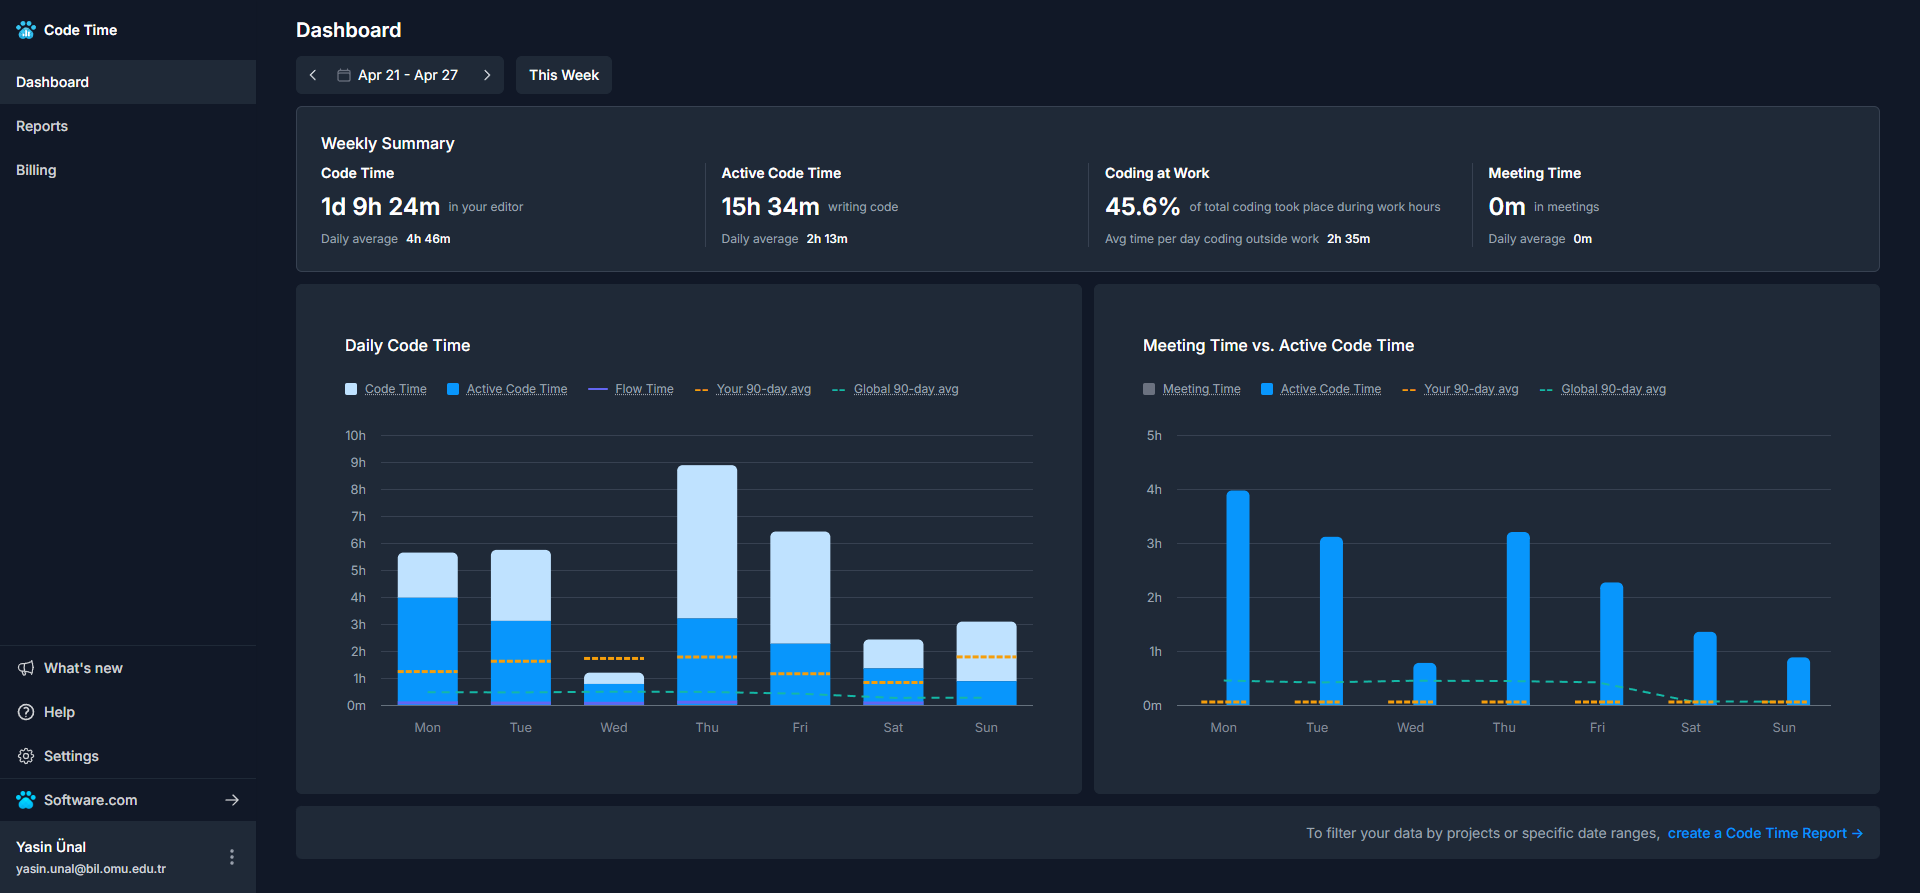 Code Time
Dashboard
Reports
Billing
What's new
Help
Settings
Software.com
Yasin Ünal
yasin.unal@bil.omu.edu.tr
Dashboard
Apr 21 - Apr 27
This Week
Weekly Summary
Code Time
1d 9h 24m in your editor
Daily average 4h 46m
Active Code Time
15h 34m writing code
Daily average 2h 13m
Coding at Work
45.6% of total coding took place during work hours
Avg time per day coding outside work 2h 35m
Meeting Time
0m in meetings
Daily average 0m
Daily Code Time
Code Time Active Code Time Flow Time Your 90-day avg Global 90-day avg
10h
9h
8h
7h
6h
5h
4h
3h
2h
1h
0m
Mon Tue Wed Thu Fri Sat Sun
Meeting Time vs. Active Code Time
Meeting Time Active Code Time Your 90-day avg Global 90-day avg
5h
4h
3h
2h
1h
0m
Mon Tue Wed Thu Fri Sat Sun
To filter your data by projects or specific date ranges, create a Code Time Report →